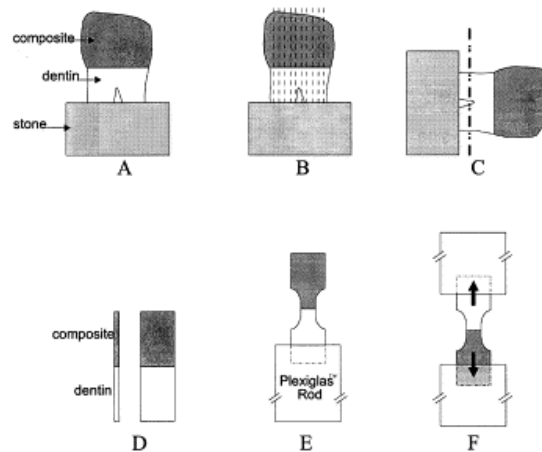 composite
dentin
stone
A
B
C
composite
dentin
D
Plexiglas™
Rod
E
F